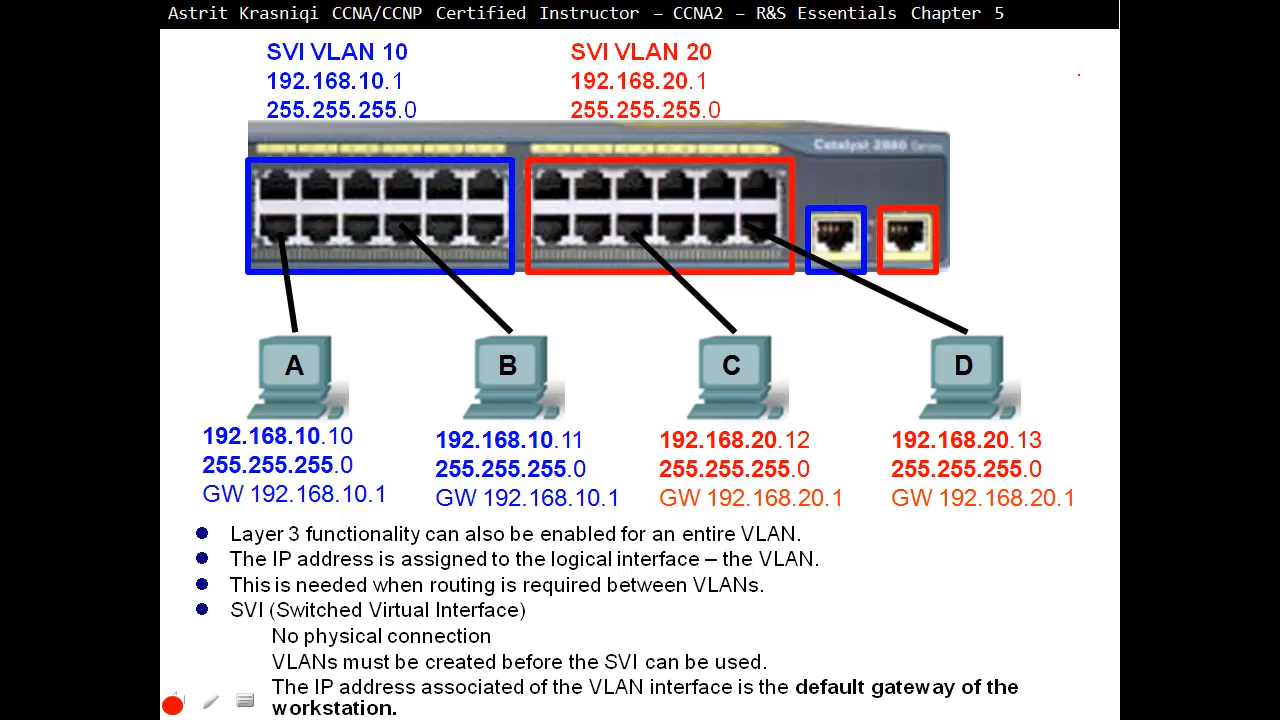 Astrit Krasniqi CCNA/CCNP Certified Instructor – CCNA2 – R&S Essentials Chapter 5
SVI VLAN 10
192.168.10.1
255.255.255.0
SVI VLAN 20
192.168.20.1
255.255.255.0
Catalyst 2960 Series
A
B
C
D
192.168.10.10
255.255.255.0
GW 192.168.10.1
192.168.10.11
255.255.255.0
GW 192.168.10.1
192.168.20.12
255.255.255.0
GW 192.168.20.1
192.168.20.13
255.255.255.0
GW 192.168.20.1
Layer 3 functionality can also be enabled for an entire VLAN.
The IP address is assigned to the logical interface – the VLAN.
This is needed when routing is required between VLANs.
SVI (Switched Virtual Interface)
No physical connection
VLANs must be created before the SVI can be used.
The IP address associated of the VLAN interface is the default gateway of the
workstation.